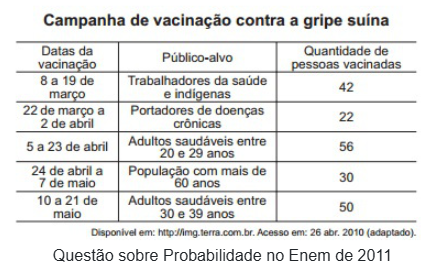 Campanha de vacinação contra a gripe suína
Datas da vacinação Público-alvo Quantidade de pessoas vacinadas
8 a 19 de março Trabalhadores da saúde e indígenas 42
22 de março a 2 de abril Portadores de doenças crônicas 22
5 a 23 de abril Adultos saudáveis entre 20 e 29 anos 56
24 de abril a 7 de maio População com mais de 60 anos 30
10 a 21 de maio Adultos saudáveis entre 30 e 39 anos 50
Disponível em: http://img.terra.com.br. Acesso em: 26 abr. 2010 (adaptado).
Questão sobre Probabilidade no Enem de 2011